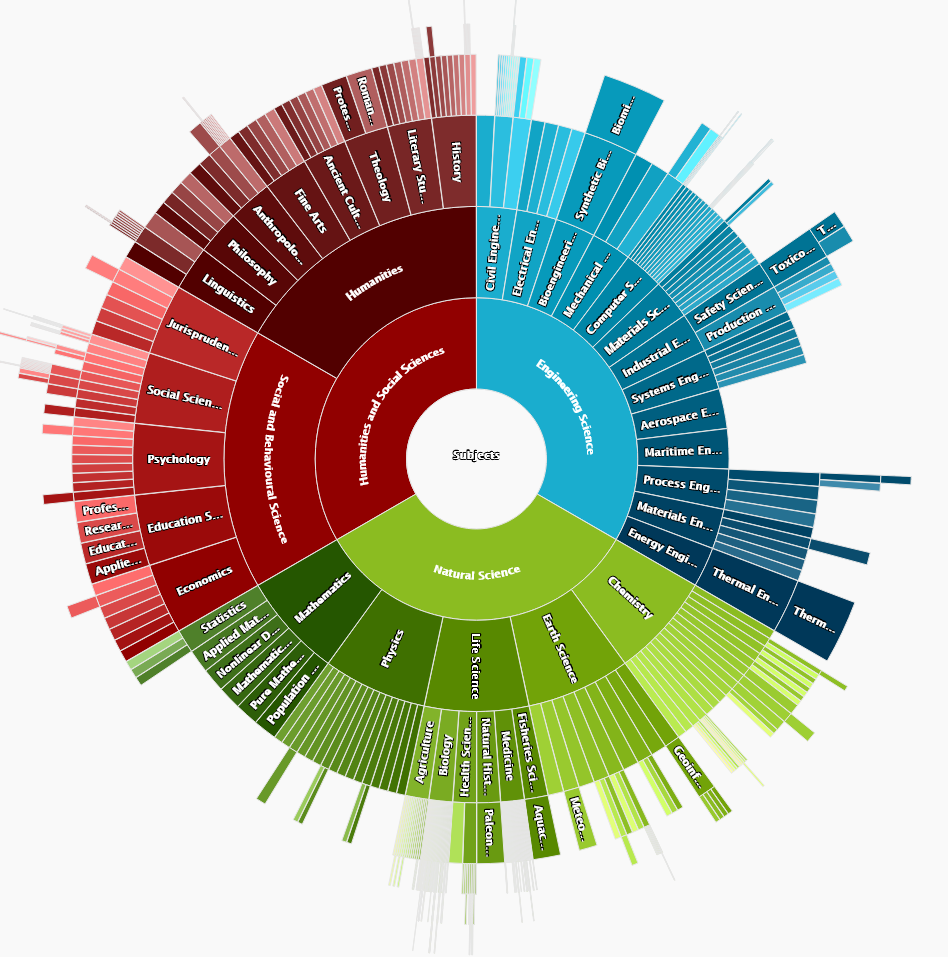 Subjects
Engineering Science
Natural Science
Humanities and Social Sciences
Civil Engine...
Electrical En...
Bioengineeri...
Mechanical ...
Computer S...
Materials Sc...
Industrial E...
Systems Eng...
Aerospace E...
Maritime En...
Process Eng...
Materials En...
Energy Engi...
Synthetic Bi...
Biomi...
Safety Scien...
Toxico...
T...
Production ...
Thermal En...
Therm...
Chemistry
Earth Science
Life Science
Physics
Mathematics
Geoinf...
Meteo...
Fisheries Sci...
Aquac...
Medicine
Natural Hist...
Paleon...
Health Scien...
Biology
Agriculture
Population ...
Pure Mathe...
Mathematic...
Nonlinear D...
Applied Mat...
Statistics
Social and Behavioural Science
Economics
Education S...
Applie...
Educat...
Resear...
Profes...
Psychology
Social Scien...
Jurispruden...
Humanities
Linguistics
Philosophy
Anthropolo...
Fine Arts
Ancient Cult...
Theology
Protes...
Roman...
Literary Stu...
History